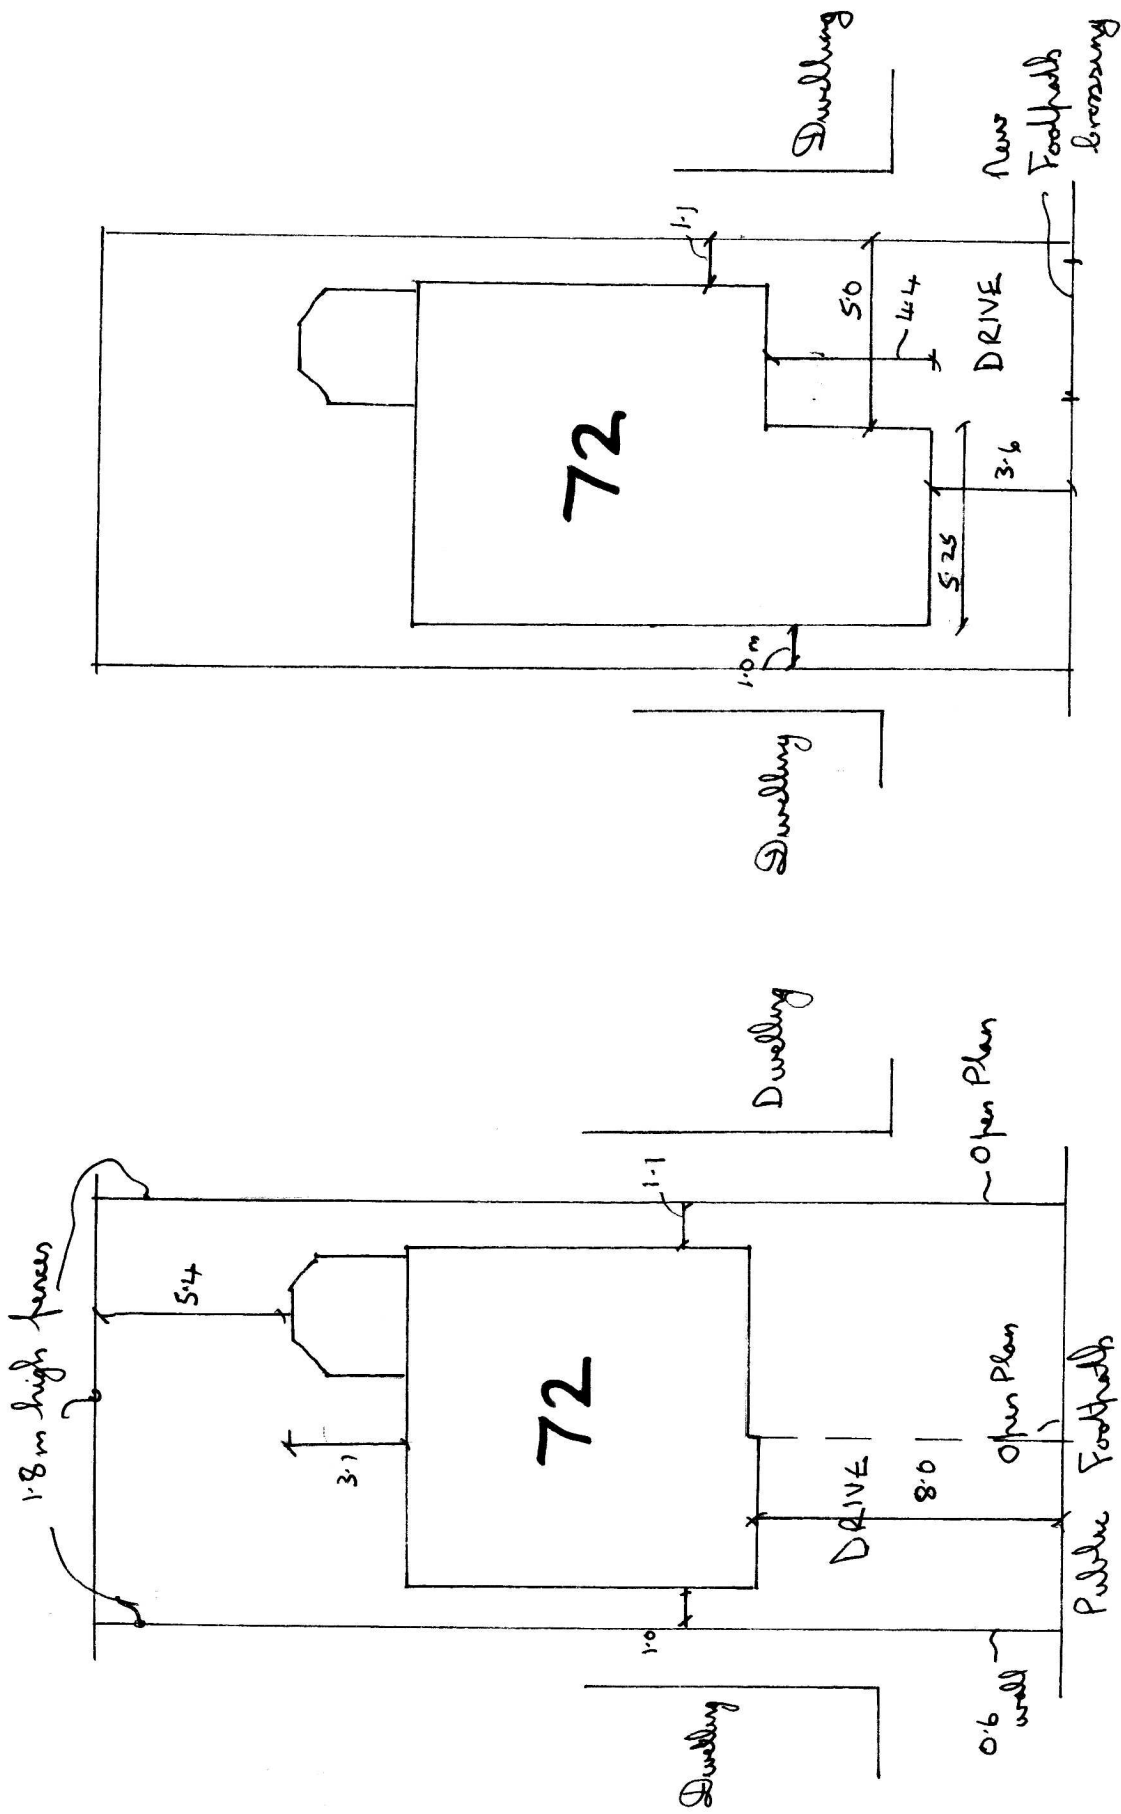 1.8 m high fences
5.4
3.1
72
1.1
1.0
Dwelling
Dwelling
DRIVE
8.0
Open Plan
Open Plan
0.6
wall
Public Footpath
72
1.1
1.0 m
Dwelling
Dwelling
5.0
4.4
DRIVE
5.25
3.6
New
Footpath
Crossing